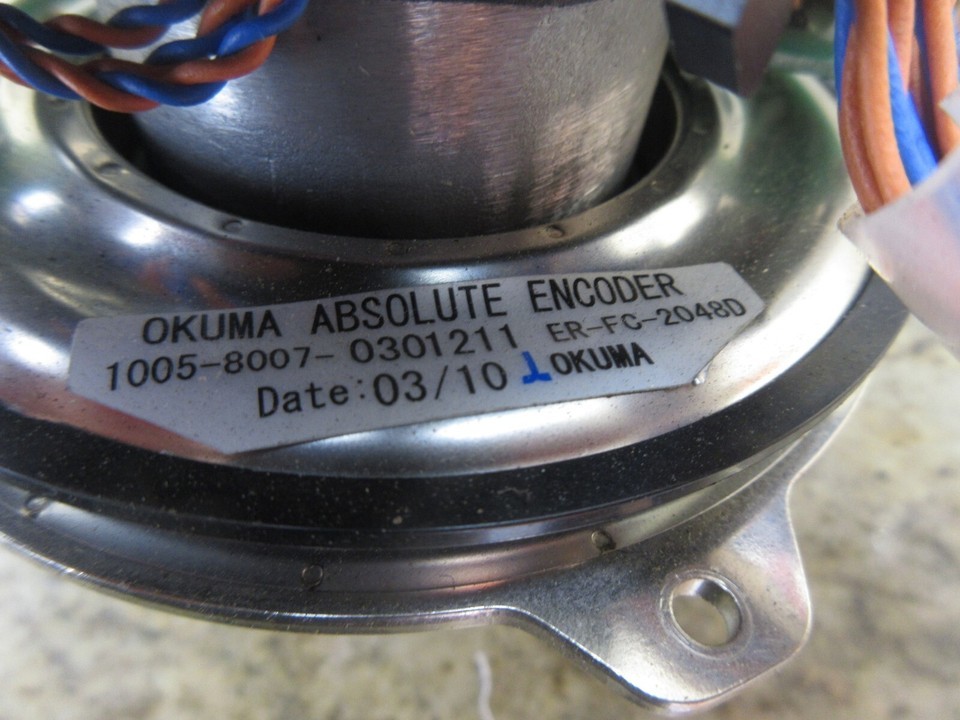 OKUMA ABSOLUTE ENCODER
1005-8007-0301211 ER-FC-2048D
Date:03/10 OKUMA